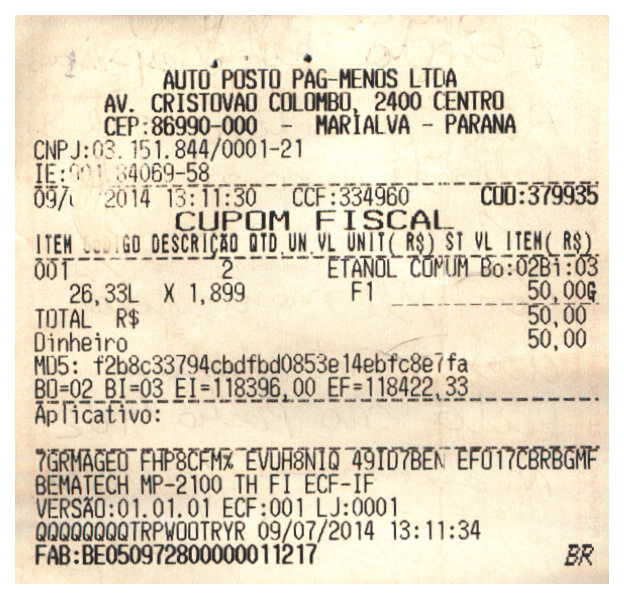 AUTO POSTO PAG-MENOS LTDA
AV. CRISTOVAO COLOMBO, 2400 CENTRO
CEP:86990-000 - MARIALVA - PARANA
CNPJ:03.151.844/0001-21
IE: 84069-58
2014 13:11:30 CCF:334960 COO:379935
CUPOM FISCAL
ITEM DESCRIÇÃO QTD.UN.VL UNIT( R$) ST VL ITEM( R$)
001 2 ETANOL COMUM Bo:02Bi:03
26,33L X 1,899 F1 50,00G
TOTAL R$ 50,00
Dinheiro 50,00
MD5: f2b8c33794cbdfbd0853e14ebfc8e7fa
BO=02 BI=03 EI=118396,00 EF=118422,33
Aplicativo:
7GRMAGEO FHP8CFM% EVUH8NIQ 49ID7BEN EF017CBRBGMF
BEMATECH MP-2100 TH FI ECF-IF
VERSÃO:01.01.01 ECF:001 LJ:0001
QQQQQQQQTRPWOOTRYR 09/07/2014 13:11:34
FAB:BE050972800000011217 BR